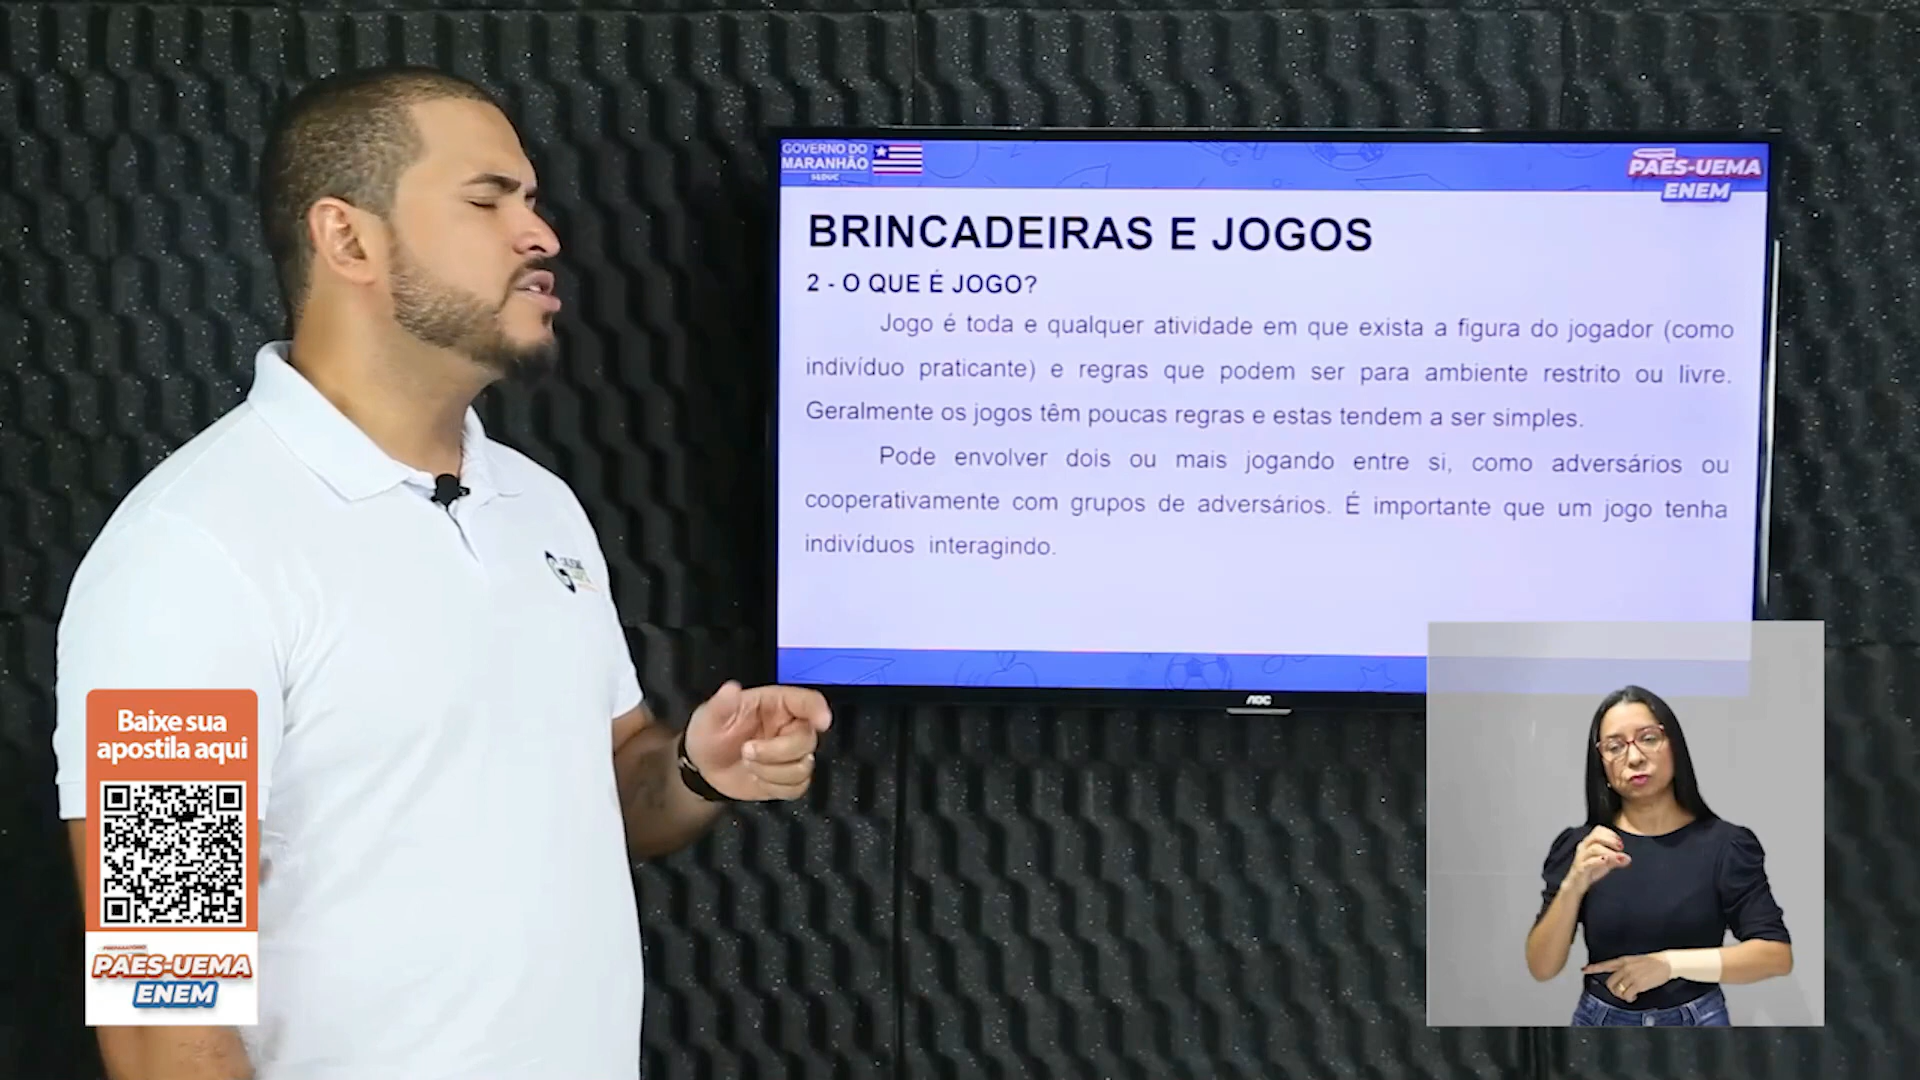 GOVERNO DO
MARANHÃO
SEDUC
PAES-UEMA
ENEM
BRINCADEIRAS E JOGOS
2 - O QUE É JOGO?
Jogo é toda e qualquer atividade em que exista a figura do jogador (como
indivíduo praticante) e regras que podem ser para ambiente restrito ou livre.
Geralmente os jogos têm poucas regras e estas tendem a ser simples.
Pode envolver dois ou mais jogando entre si, como adversários ou
cooperativamente com grupos de adversários. É importante que um jogo tenha
indivíduos interagindo.
AOC
Baixe sua
apostila aqui
PAES-UEMA
ENEM